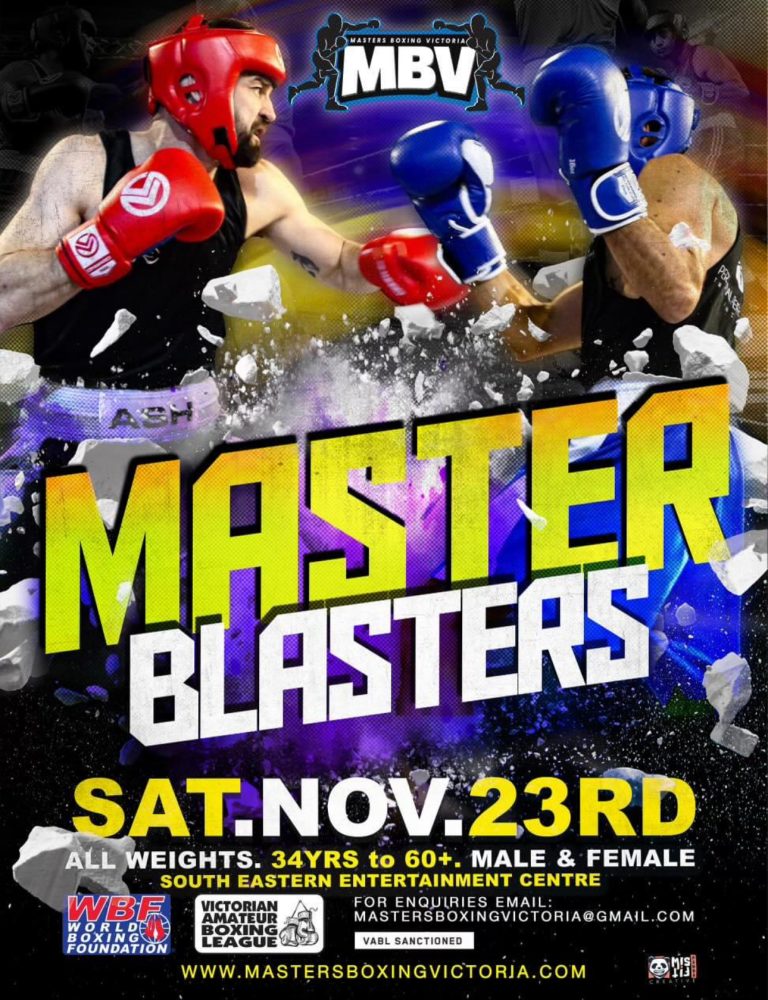 MASTERS BOXING VICTORIA
MBV
ASH
MASTER
BLASTERS
SAT.NOV.23RD
ALL WEIGHTS. 34YRS to 60+. MALE & FEMALE
SOUTH EASTERN ENTERTAINMENT CENTRE
WBF
WORLD
BOXING
FOUNDATION
VICTORIAN
AMATEUR
BOXING
LEAGUE
FOR ENQUIRIES EMAIL:
MASTERSBOXINGVICTORIA@GMAIL.COM
VABL SANCTIONED
WWW.MASTERSBOXINGVICTORIA.COM
CREATIVE